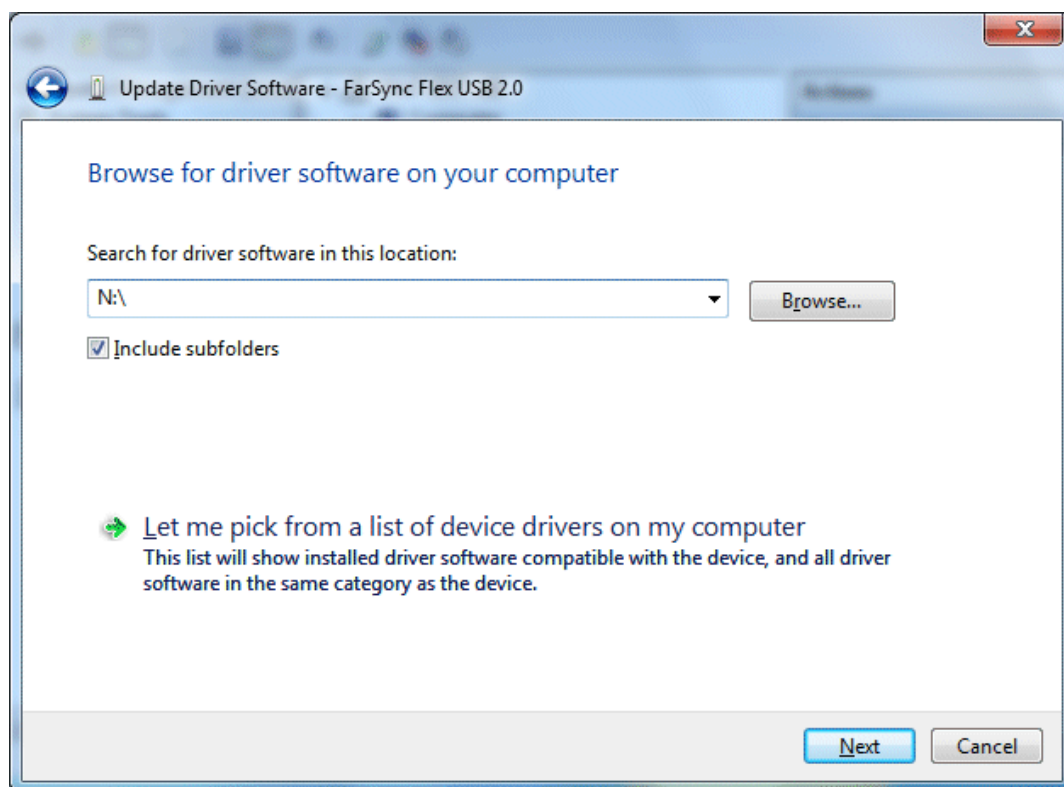 Update Driver Software - FarSync Flex USB 2.0
Browse for driver software on your computer
Search for driver software in this location:
N:\
Browse...
Include subfolders
Let me pick from a list of device drivers on my computer
This list will show installed driver software compatible with the device, and all driver
software in the same category as the device.
Next
Cancel